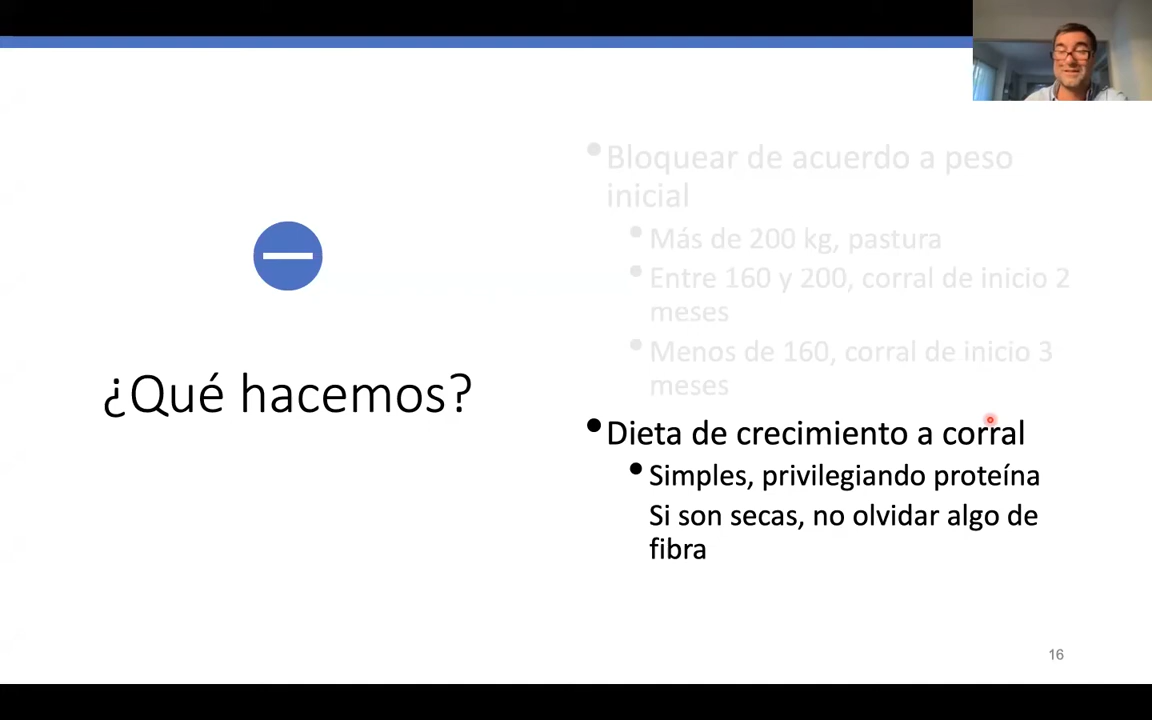 ¿Qué hacemos?
•Bloquear de acuerdo a peso
inicial
•Más de 200 kg, pastura
•Entre 160 y 200, corral de inicio 2
meses
•Menos de 160, corral de inicio 3
meses
•Dieta de crecimiento a corral
•Simples, privilegiando proteína
Si son secas, no olvidar algo de
fibra
16